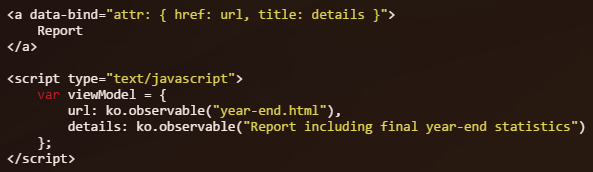 <a data-bind="attr: { href: url, title: details }">
    Report
</a>

<script type="text/javascript">
    var viewModel = {
        url: ko.observable("year-end.html"),
        details: ko.observable("Report including final year-end statistics")
    };
</script>